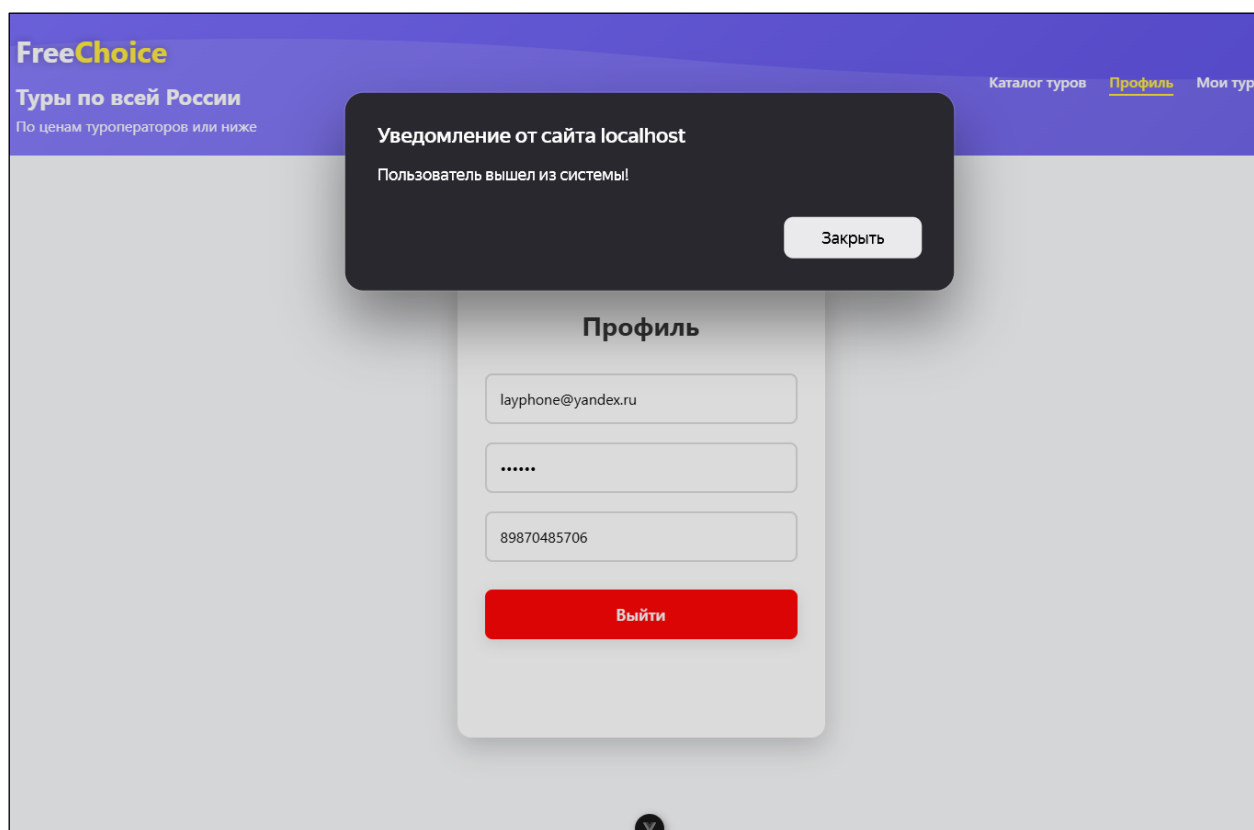 FreeChoice
Туры по всей России
По ценам туроператоров или ниже
Каталог туров Профиль Мои тур
Уведомление от сайта localhost
Пользователь вышел из системы!
Закрыть
Профиль
layphone@yandex.ru
••••••
89870485706
Выйти